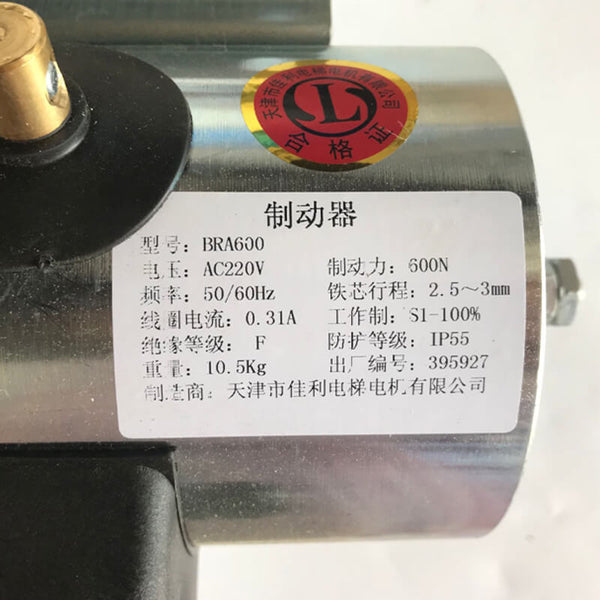 天津市佳利电梯电机有限公司
合格证
制动器
型号：BRA600
电压：AC220V 制动力：600N
频率：50/60Hz 铁芯行程：2.5～3mm
线圈电流：0.31A 工作制：S1-100%
绝缘等级：F 防护等级：IP55
重量：10.5Kg 出厂编号：395927
制造商：天津市佳利电梯电机有限公司